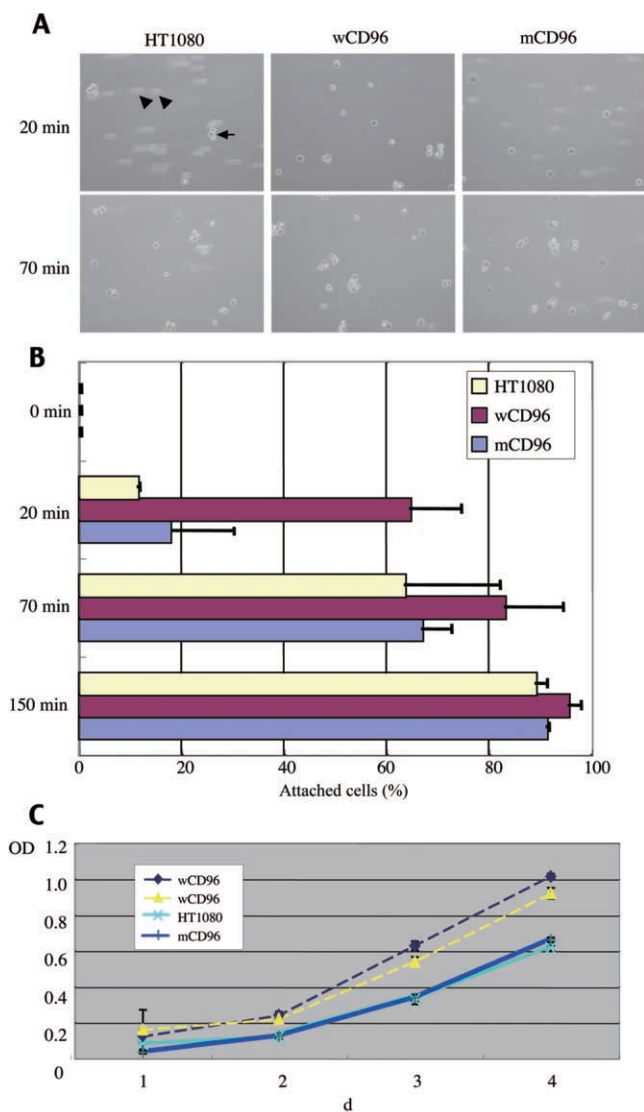 A
HT1080 wCD96 mCD96
20 min
70 min
B
HT1080
wCD96
mCD96
0 min
20 min
70 min
150 min
0 20 40 60 80 100
Attached cells (%)
C
OD
1.2
1.0
0.8
0.6
0.4
0.2
0
wCD96
wCD96
HT1080
mCD96
1 2 3 4
d